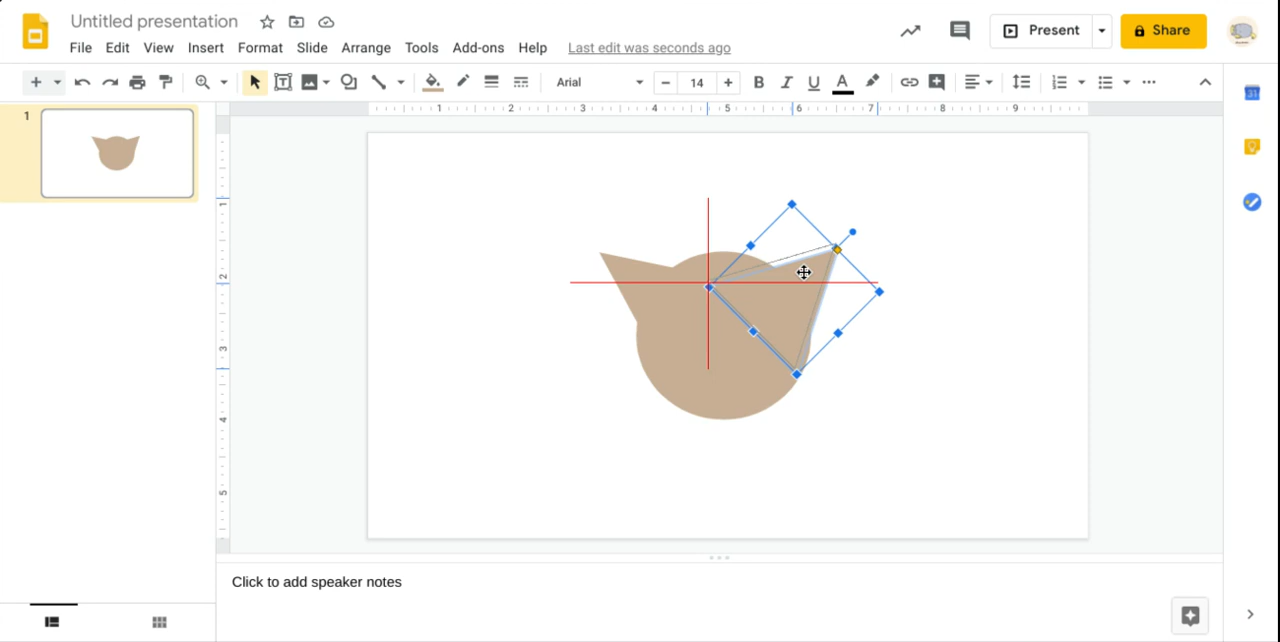 Untitled presentation
File Edit View Insert Format Slide Arrange Tools Add-ons Help Last edit was seconds ago
Present
Share
Arial
14
B I U A
1
1 2 3 4 5 6 7 8 9
1
2
3
4
5
31
Click to add speaker notes